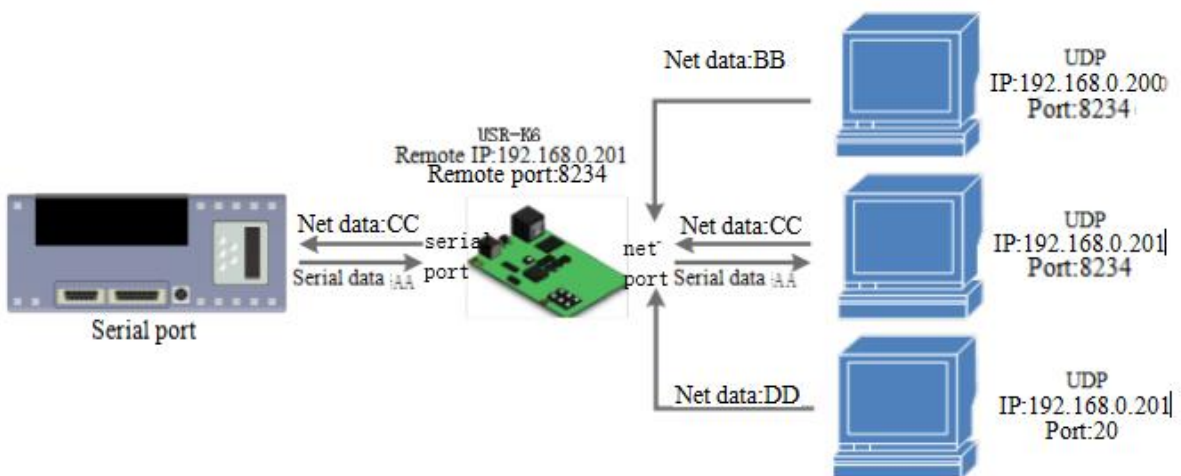 Net data:BB
UDP
IP:192.168.0.200
Port:8234
USR-K6
Remote IP:192.168.0.201
Remote port:8234
Net data:CC
serial
port
Serial data :AA
net
port
Net data:CC
Serial data :AA
UDP
IP:192.168.0.201
Port:8234
Serial port
Net data:DD
UDP
IP:192.168.0.201
Port:20